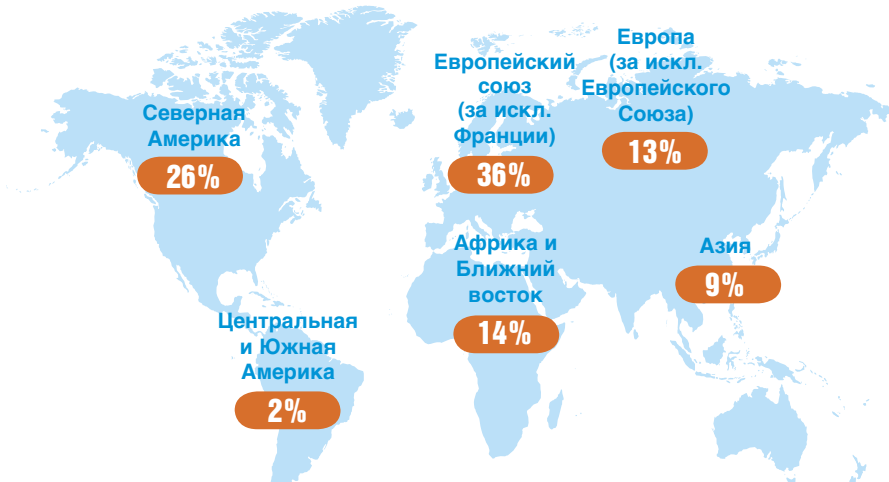 Северная
Америка
26%
Европейский
союз
(за искл.
Франции)
36%
Европа
(за искл.
Европейского
Союза)
13%
Африка и
Ближний
восток
14%
Азия
9%
Центральная
и Южная
Америка
2%